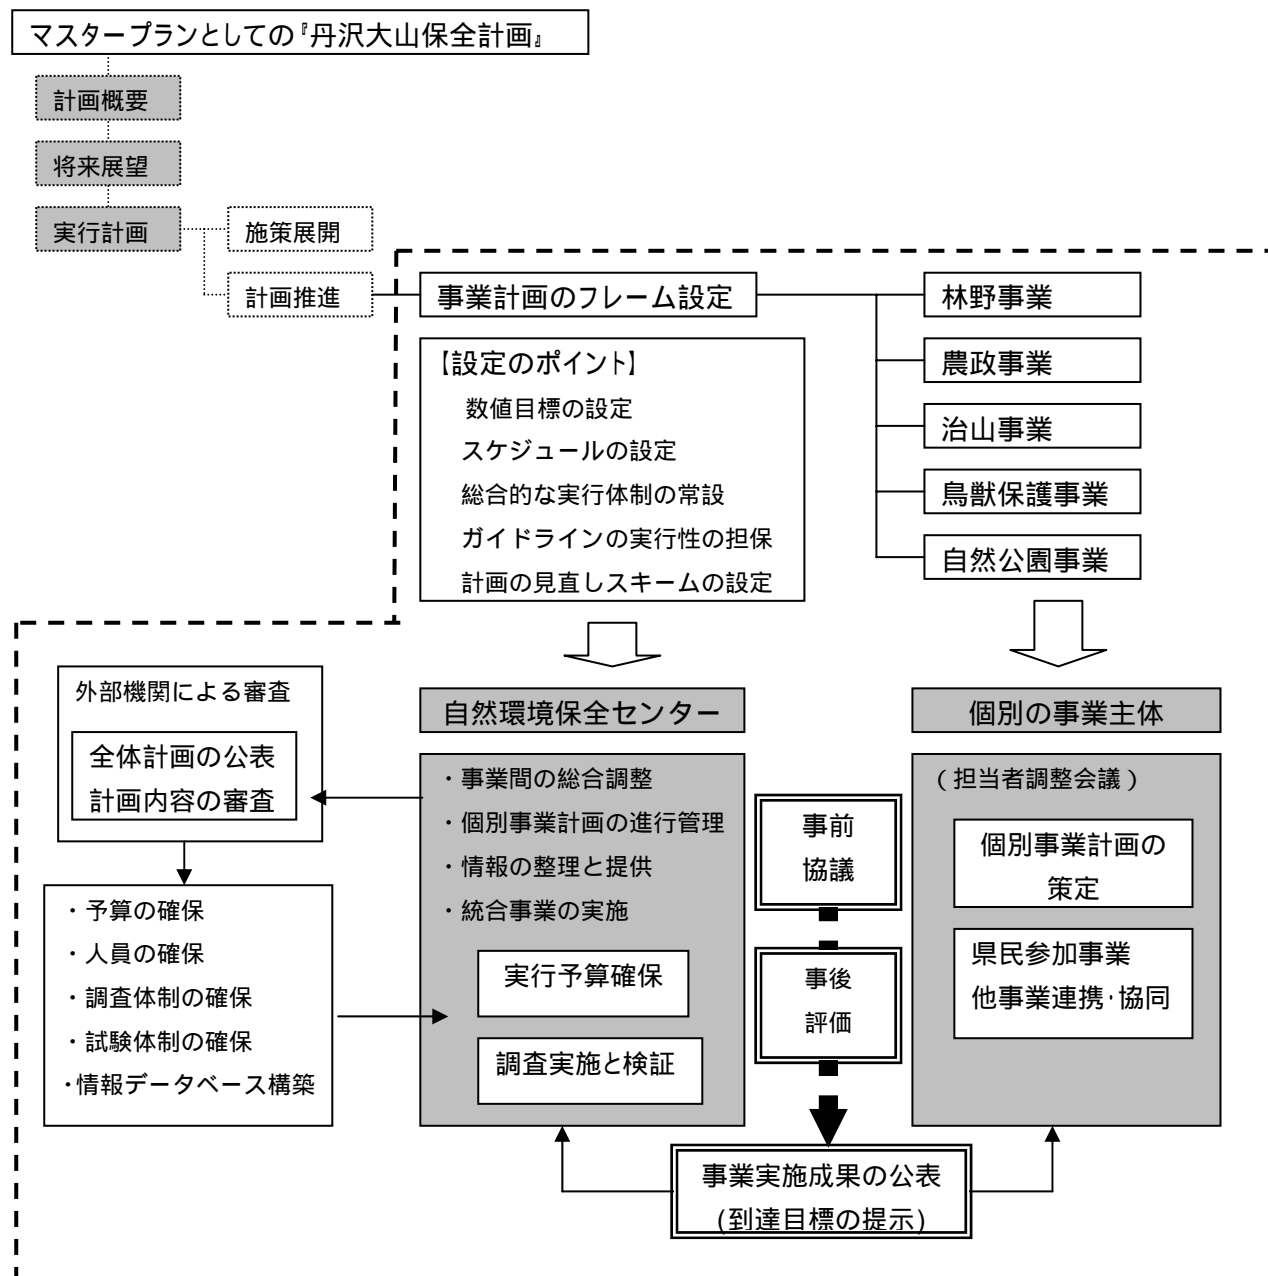 マスタープランとしての『丹沢大山保全計画』
計画概要
将来展望
実行計画
施策展開
計画推進
事業計画のフレーム設定
【設定のポイント】
数値目標の設定
スケジュールの設定
総合的な実行体制の常設
ガイドラインの実行性の担保
計画の見直しスキームの設定
林野事業
農政事業
治山事業
鳥獣保護事業
自然公園事業
外部機関による審査
全体計画の公表
計画内容の審査
・予算の確保
・人員の確保
・調査体制の確保
・試験体制の確保
・情報データベース構築
自然環境保全センター
・事業間の総合調整
・個別事業計画の進行管理
・情報の整理と提供
・統合事業の実施
実行予算確保
調査実施と検証
事前
協議
事後
評価
個別の事業主体
(担当者調整会議)
個別事業計画の
策定
県民参加事業
他事業連携・協同
事業実施成果の公表
(到達目標の提示)